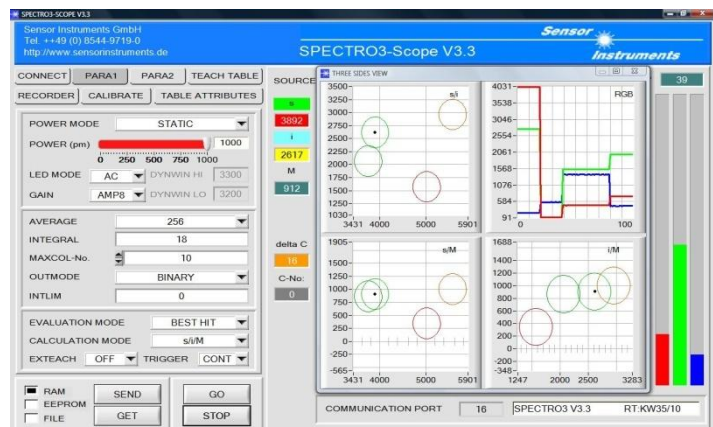 SPECTRO3-SCOPE V3.3
Sensor Instruments GmbH
Tel. ++49 (0) 8544-9719-0
http://www.sensorinstruments.de
SPECTRO3-Scope V3.3
Sensor
Instruments
CONNECT PARA1 PARA2 TEACH TABLE
RECORDER CALIBRATE TABLE ATTRIBUTES
POWER MODE STATIC
POWER (pm) 1000
0 250 500 750 1000
LED MODE AC DYNWIN HI 3300
GAIN AMP8 DYNWIN LO 3200
AVERAGE 256
INTEGRAL 18
MAXCOL-No. 10
OUTMODE BINARY
INTLIM 0
EVALUATION MODE BEST HIT
CALCULATION MODE s/i/M
EXTEACH OFF TRIGGER CONT
RAM
EEPROM
FILE
SEND GO
GET STOP
SOURCE
s
3892
i
2617
M
912
delta C
16
C-No:
0
THREE SIDES VIEW
39
s/i
3500
3250
3000
2750
2500
2250
2000
1750
1500
1250
1030
3431 4000 5000 5901
RGB
4031
3538
3046
2554
2061
1568
1076
584
91
0 100
s/M
1905
1500
1250
1000
750
500
250
0
-250
-565
3431 4000 5000 5901
i/M
1688
1400
1200
1000
800
600
400
200
0
-200
-348
1247 2000 2500 3283
COMMUNICATION PORT 16 SPECTRO3 V3.3 RT:KW35/10